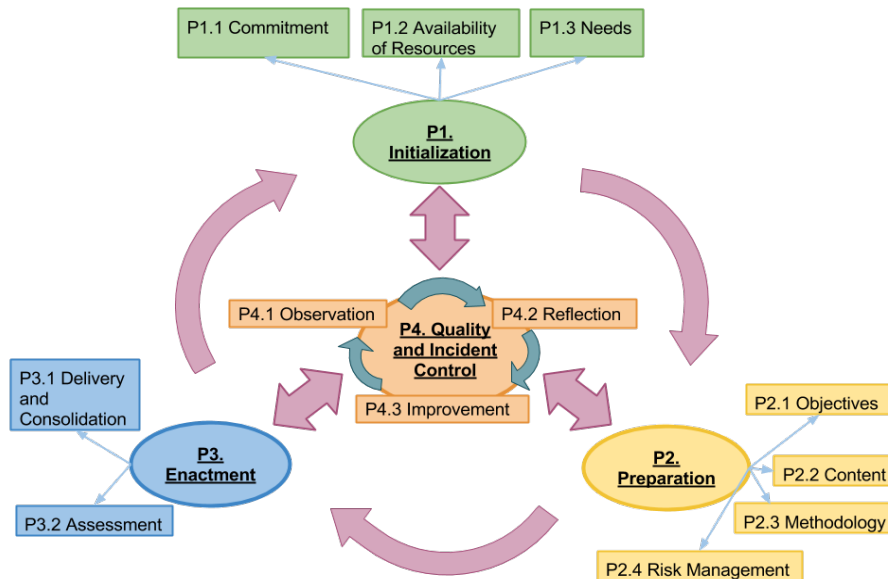 P1.1 Commitment
P1.2 Availability
of Resources
P1.3 Needs
P1.
Initialization
P4.1 Observation
P4.2 Reflection
P4. Quality
and Incident
Control
P4.3 Improvement
P3.1 Delivery
and
Consolidation
P3.
Enactment
P3.2 Assessment
P2.
Preparation
P2.1 Objectives
P2.2 Content
P2.3 Methodology
P2.4 Risk Management